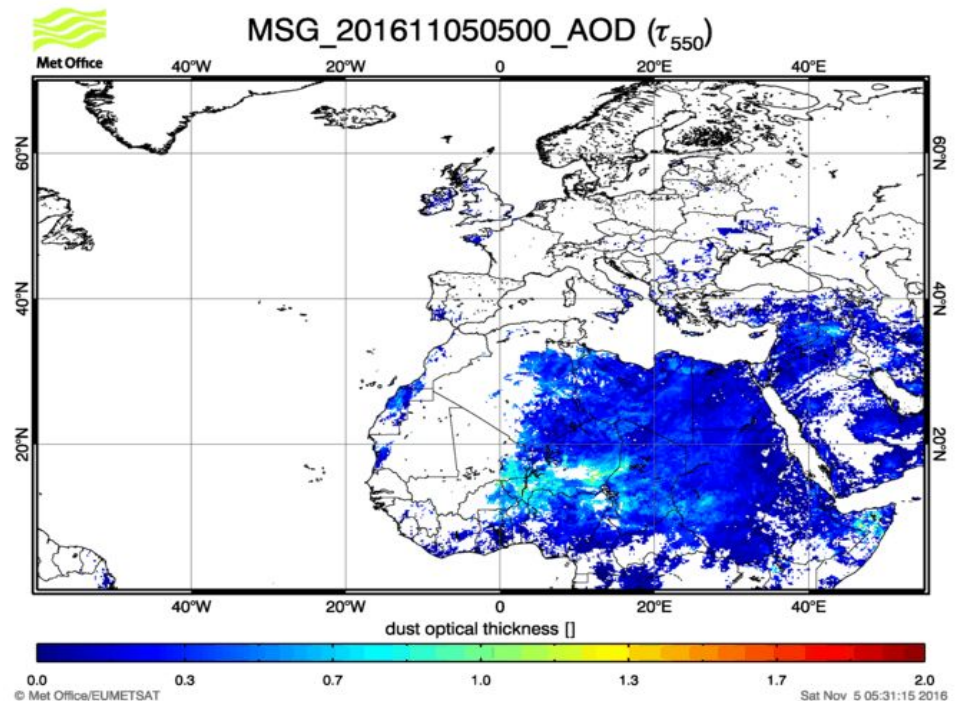 MSG_201611050500_AOD (τ550)
Met Office
40°W 20°W 0 20°E 40°E
60°N 60°N
40°N 40°N
20°N 20°N
40°W 20°W 0 20°E 40°E
dust optical thickness []
0.0 0.3 0.7 1.0 1.3 1.7 2.0
© Met Office/EUMETSAT Sat Nov 5 05:31:15 2016